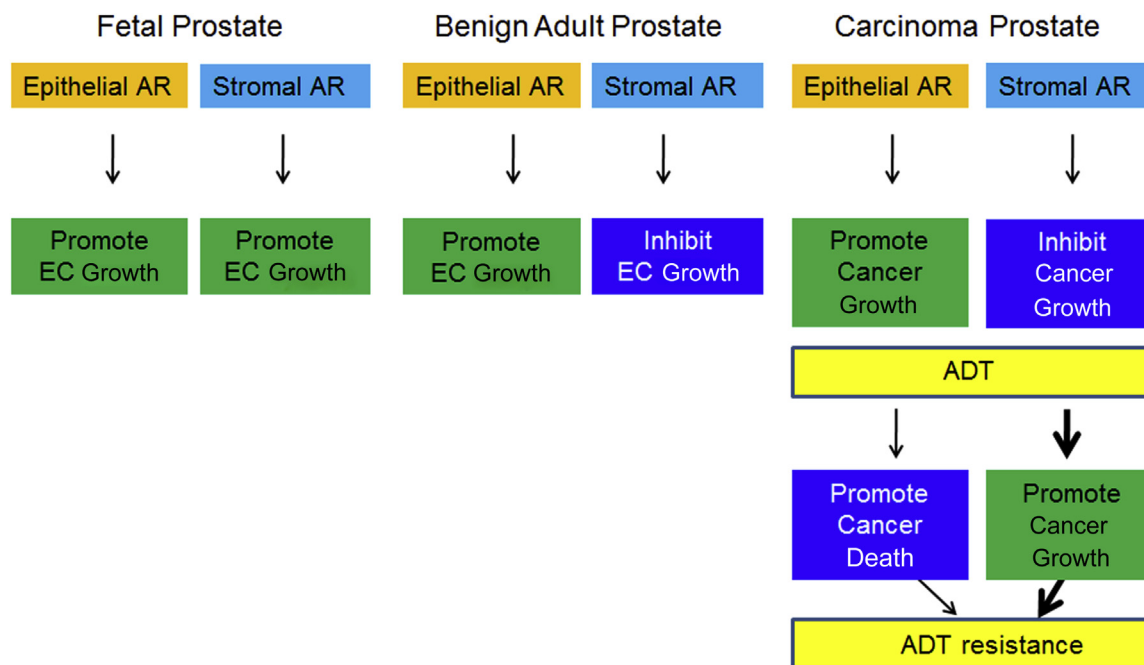 Fetal Prostate
Benign Adult Prostate
Carcinoma Prostate
Epithelial AR
Stromal AR
Epithelial AR
Stromal AR
Epithelial AR
Stromal AR
Promote
EC Growth
Promote
EC Growth
Promote
EC Growth
Inhibit
EC Growth
Promote
Cancer
Growth
Inhibit
Cancer
Growth
ADT
Promote
Cancer
Death
Promote
Cancer
Growth
ADT resistance